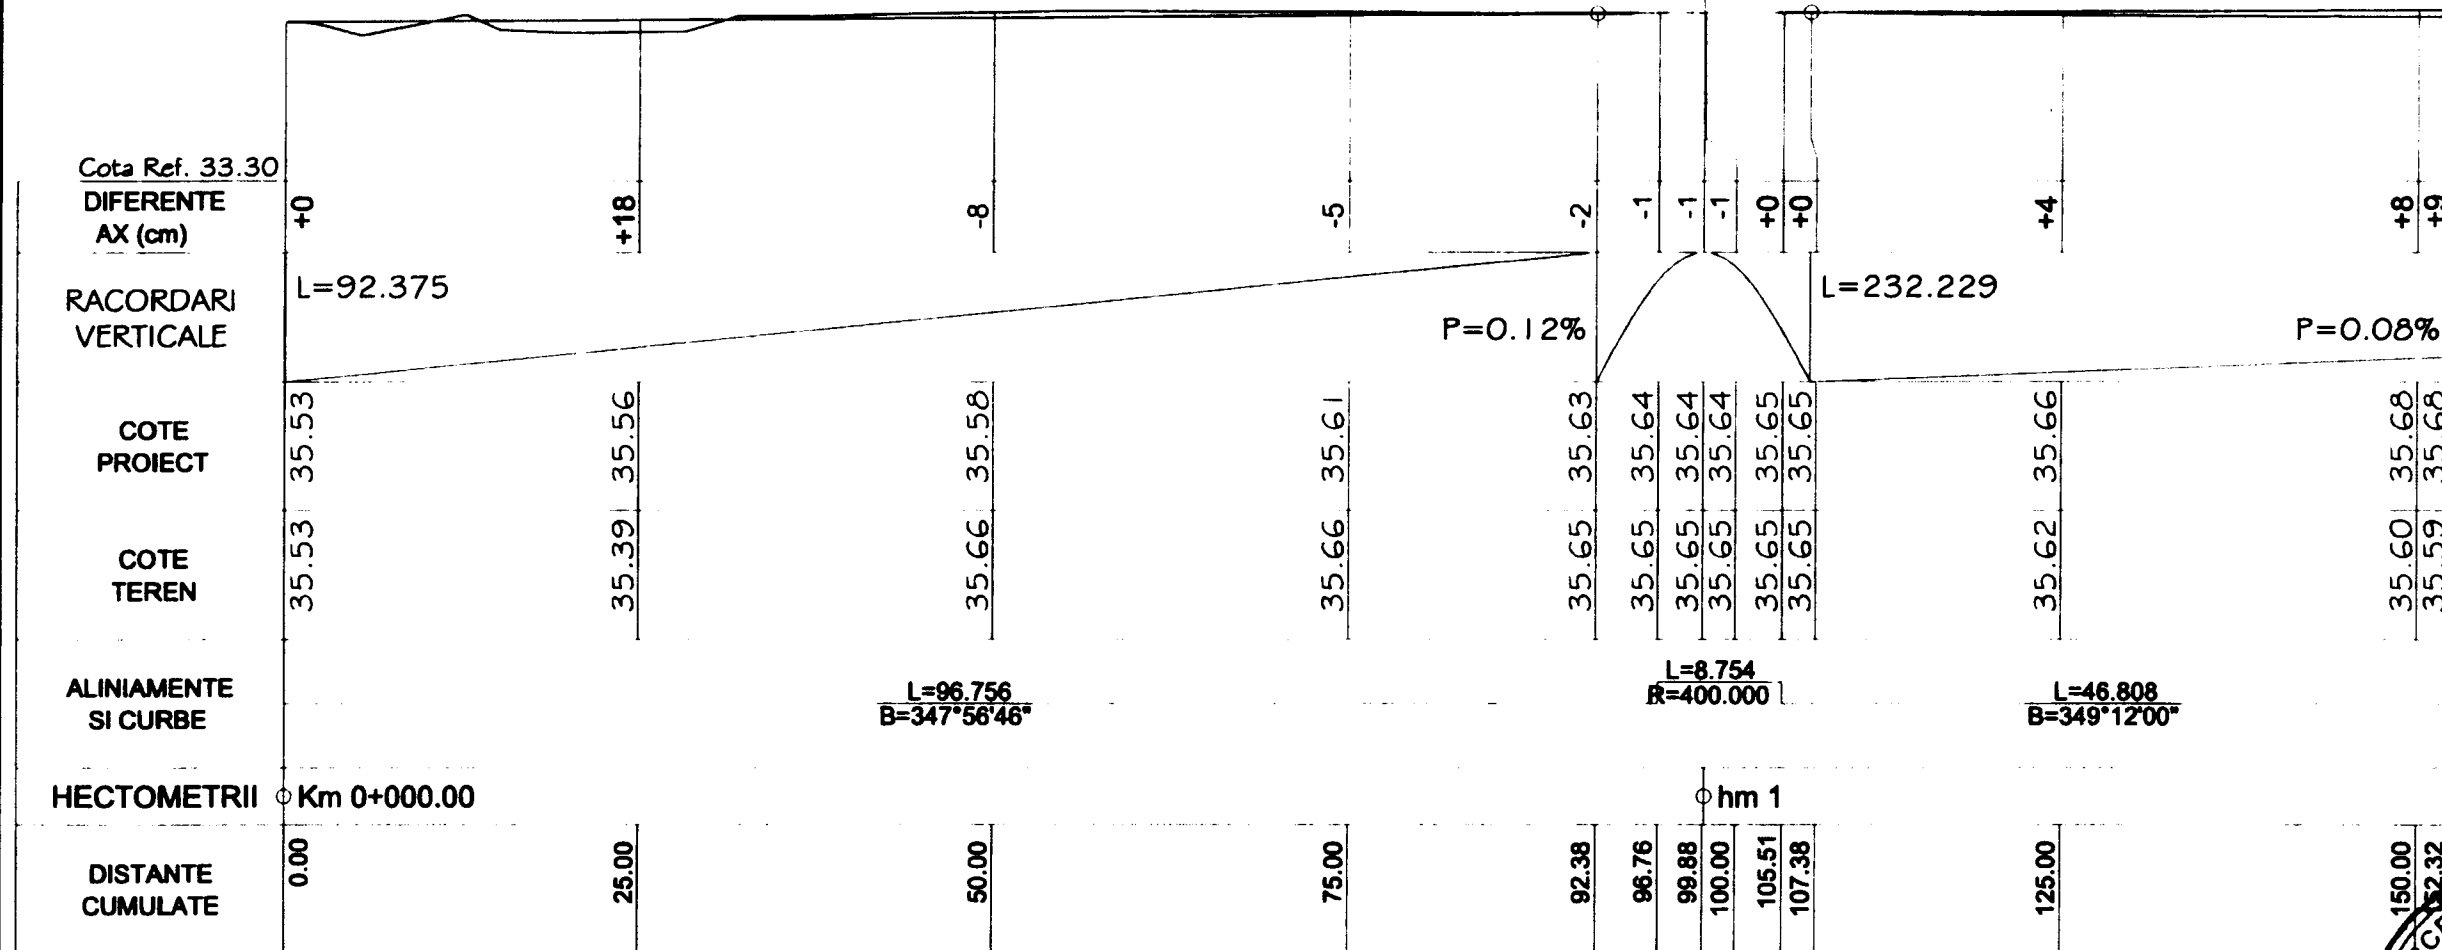 Cota Ref. 33.30
DIFERENTE
AX (cm)
+0 +18 -8 -5 -2 -1 -1 -1 +0 +0 +4 +8 +9
RACORDARI
VERTICALE
L=92.375
P=0.12%
L=232.229
P=0.08%
COTE
PROIECT
35.53 35.56 35.58 35.61 35.63 35.64 35.64 35.64 35.65 35.65 35.66 35.68 35.68
COTE
TEREN
35.53 35.39 35.66 35.66 35.65 35.65 35.65 35.65 35.65 35.65 35.62 35.60 35.59
ALINIAMENTE
SI CURBE
L=96.756
B=347°56'46"
L=8.754
R=400.000
L=46.808
B=349°12'00"
HECTOMETRII
Km 0+000.00
hm 1
DISTANTE
CUMULATE
0.00 25.00 50.00 75.00 92.38 96.76 99.88 100.00 105.51 107.38 125.00 150.00